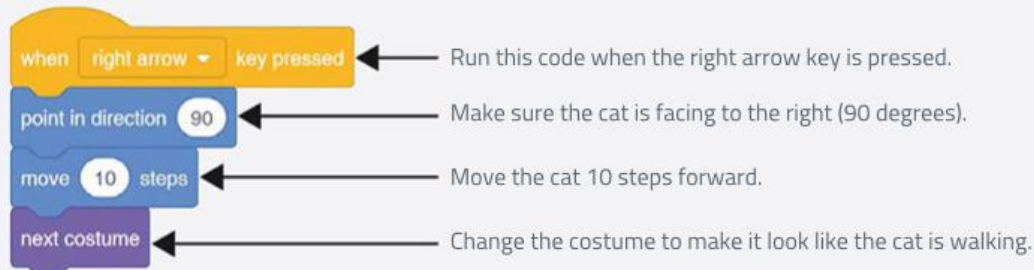 when right arrow key pressed Run this code when the right arrow key is pressed.
point in direction 90 Make sure the cat is facing to the right (90 degrees).
move 10 steps Move the cat 10 steps forward.
next costume Change the costume to make it look like the cat is walking.